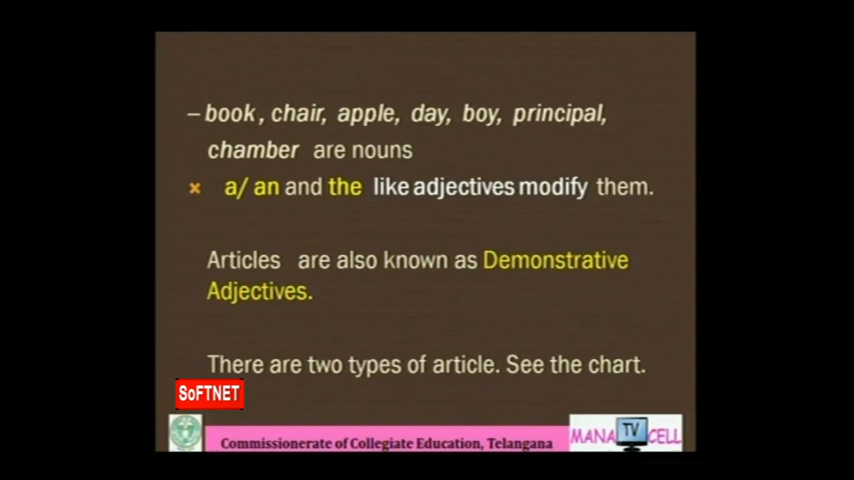 – book, chair, apple, day, boy, principal,
chamber are nouns
× a/ an and the like adjectives modify them.
Articles are also known as Demonstrative
Adjectives.
There are two types of article. See the chart.
SoFTNET
Commissionerate of Collegiate Education, Telangana
MANA TV CELL